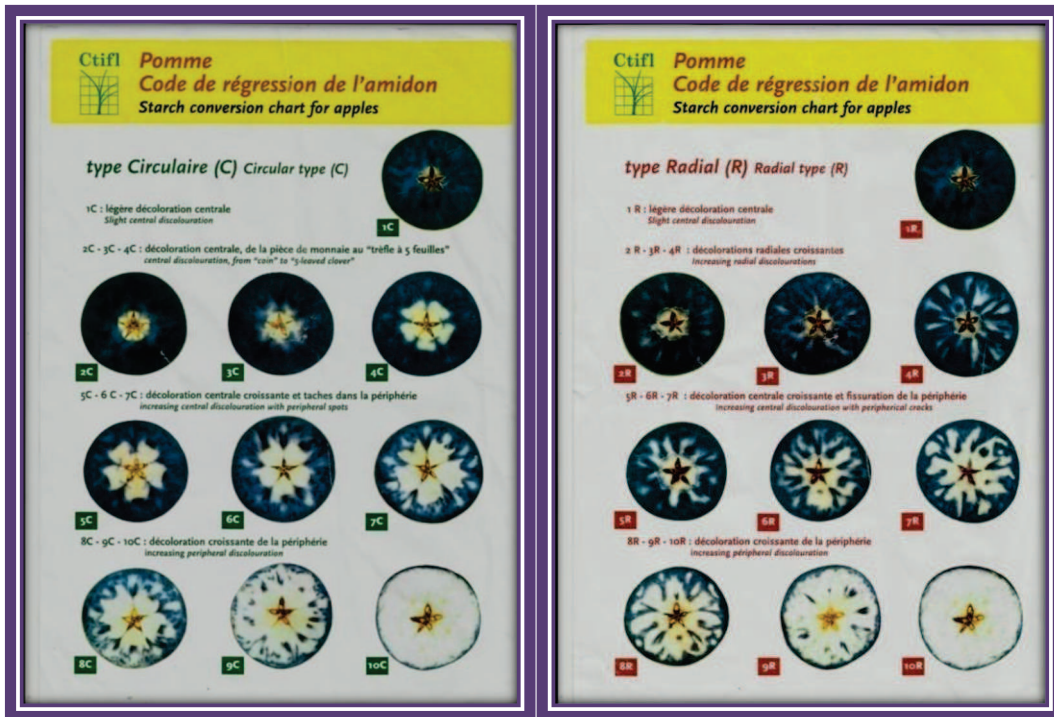 Ctifl
Pomme
Code de régression de l'amidon
Starch conversion chart for apples
type Circulaire (C) Circular type (C)
1C : légère décoloration centrale
Slight central discolouration
1C
2C - 3C - 4C : décoloration centrale, de la pièce de monnaie au "trèfle à 5 feuilles"
central discolouration, from "coin" to "5-leaved clover"
2C
3C
4C
5C - 6 C - 7C : décoloration centrale croissante et taches dans la périphérie
increasing central discolouration with peripheral spots
5C
6C
7C
8C - 9C - 10C : décoloration croissante de la périphérie
increasing peripheral discolouration
8C
9C
10C
Ctifl
Pomme
Code de régression de l'amidon
Starch conversion chart for apples
type Radial (R) Radial type (R)
1 R : légère décoloration centrale
Slight central discolouration
1R
2 R - 3R - 4R : décolorations radiales croissantes
Increasing radial discolourations
2R
3R
4R
5R - 6R - 7R : décoloration centrale croissante et fissuration de la périphérie
Increasing central discolouration with peripherical cracks
5R
6R
7R
8R - 9R - 10R : décoloration croissante de la périphérie
increasing péripheral discolouration
8R
9R
10R